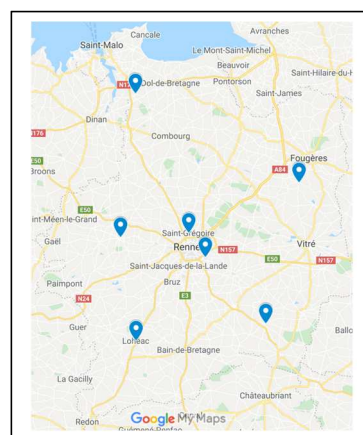 Cancale
Avranches
Saint-Malo
Le Mont-Saint-Michel
Beauvoir
Saint-Hilaire-du-H
Dol-de-Bretagne
Pontorson
Saint-James
Dinan
N176
Combourg
Fougères
E50
Broons
A84
E50
int-Méen-le-Grand
Saint-Grégoire
Gaël
Rennes
N157
Vitré
E50
N157
Saint-Jacques-de-la-Lande
Paimpont
Bruz
N24
E3
Guer
Lohéac
Bain-de-Bretagne
La Gacilly
Châteaubriant
Google My Maps
Redon
Guémené-Penfao